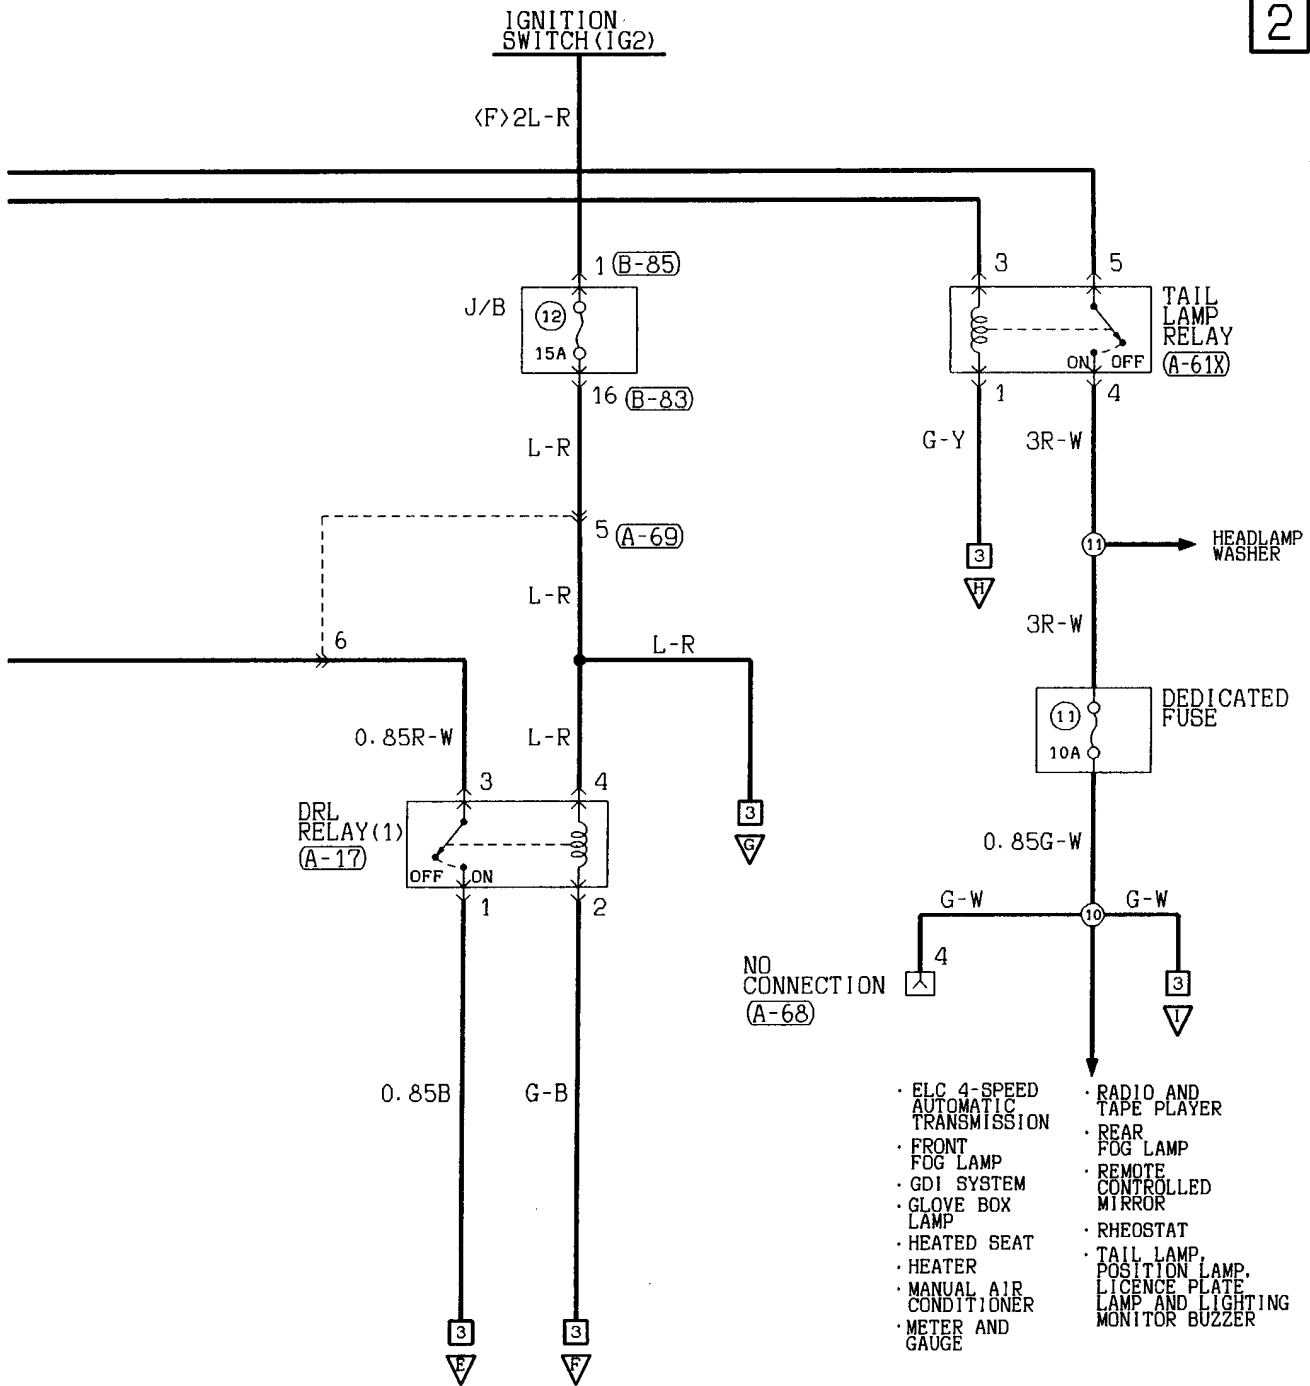 2
IGNITION
SWITCH(IG2)
<F>2L-R
1 (B-85)
3
5
J/B
12
15A
TAIL
LAMP
RELAY
(A-61X)
ON OFF
16 (B-83)
1
4
L-R
G-Y
3R-W
5 (A-69)
11
HEADLAMP
WASHER
3
H
L-R
3R-W
6
L-R
DEDICATED
FUSE
11
10A
0.85R-W
L-R
3
4
DRL
RELAY(1)
(A-17)
OFF ON
3
G
0.85G-W
1
2
G-W
10
G-W
4
NO
CONNECTION
(A-68)
3
I
0.85B
G-B
· ELC 4-SPEED
AUTOMATIC
TRANSMISSION
· FRONT
FOG LAMP
· GDI SYSTEM
· GLOVE BOX
LAMP
· HEATED SEAT
· HEATER
· MANUAL AIR
CONDITIONER
· METER AND
GAUGE
· RADIO AND
TAPE PLAYER
· REAR
FOG LAMP
· REMOTE
CONTROLLED
MIRROR
· RHEOSTAT
· TAIL LAMP,
POSITION LAMP,
LICENCE PLATE
LAMP AND LIGHTING
MONITOR BUZZER
3
E
3
F